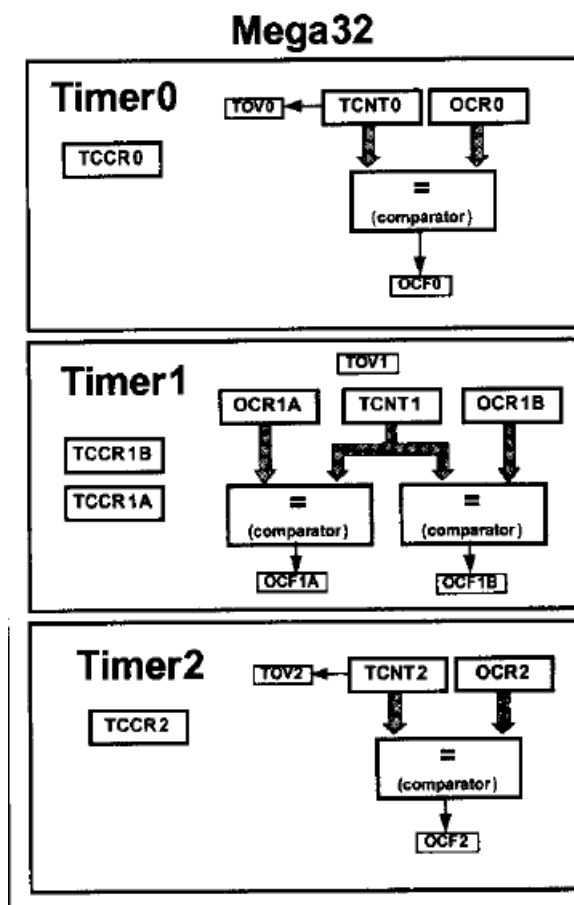 Mega32
Timer0
TOV0 TCNT0 OCR0
TCCR0
=
(comparator)
OCF0
Timer1
TOV1
OCR1A TCNT1 OCR1B
TCCR1B
TCCR1A
= =
(comparator) (comparator)
OCF1A OCF1B
Timer2
TOV2 TCNT2 OCR2
TCCR2
=
(comparator)
OCF2